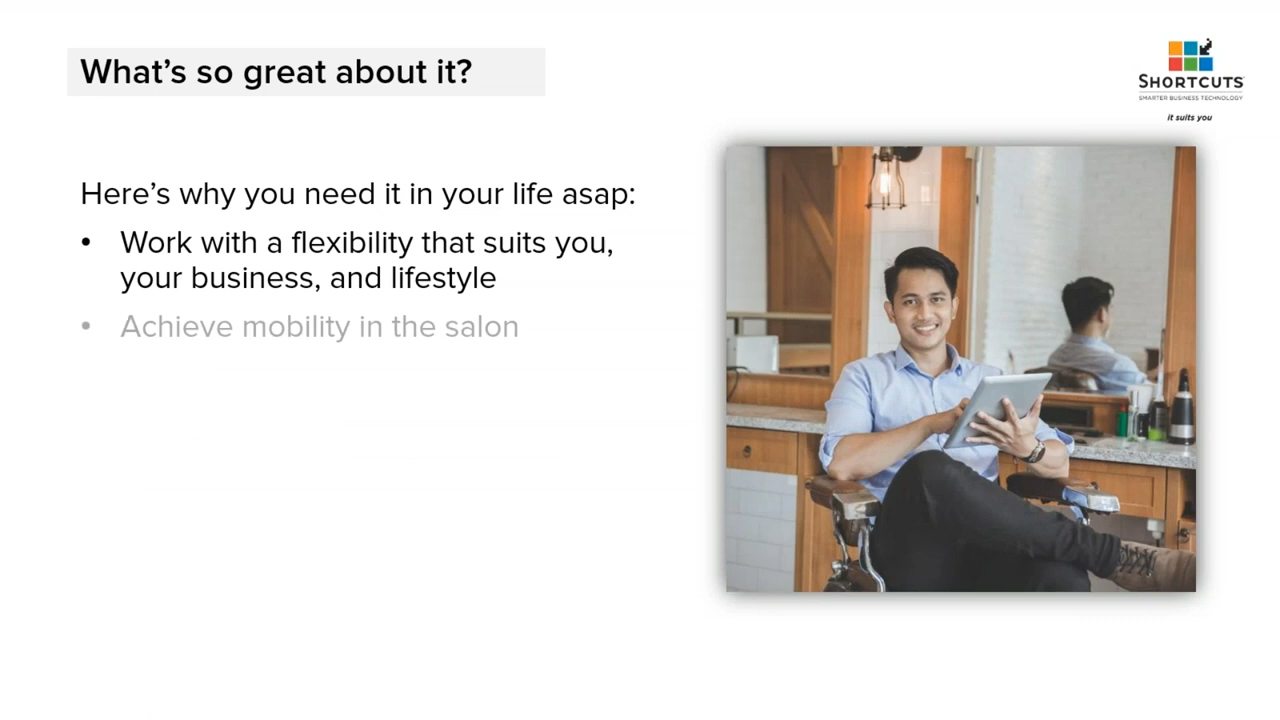 What’s so great about it?
SHORTCUTS
SMARTER BUSINESS TECHNOLOGY
it suits you
Here’s why you need it in your life asap:
• Work with a flexibility that suits you,
your business, and lifestyle
• Achieve mobility in the salon